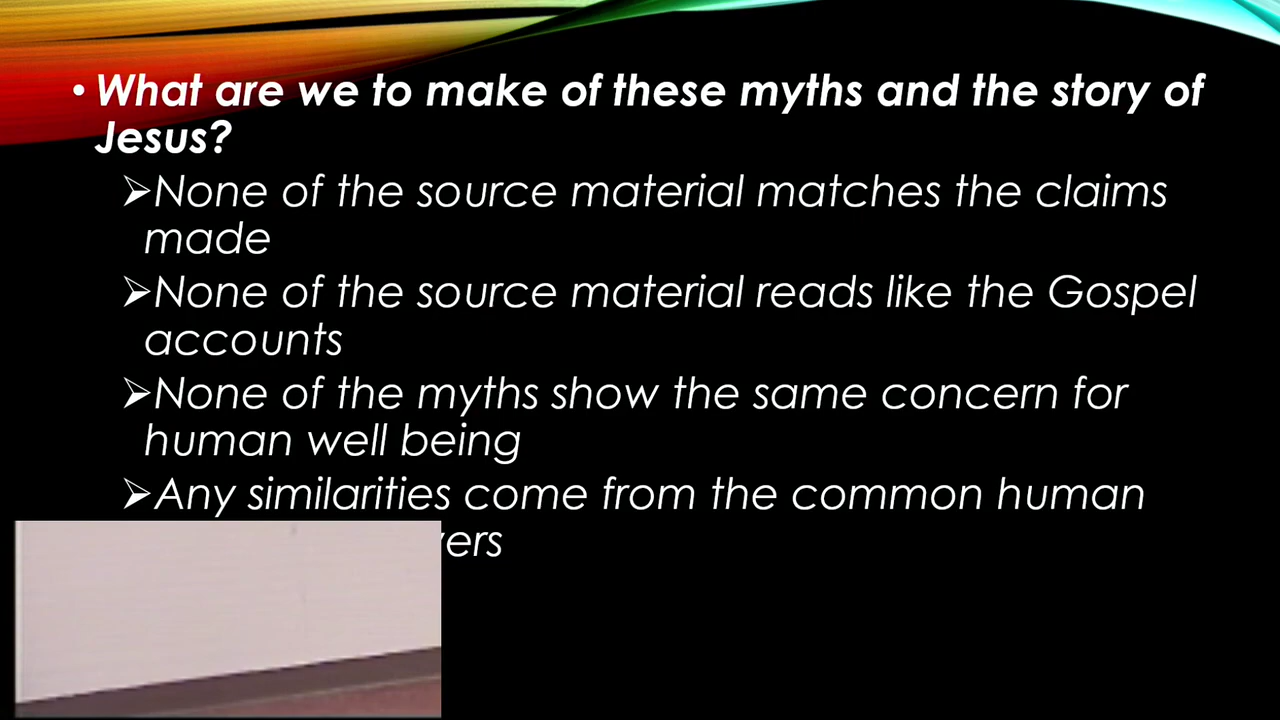 • What are we to make of these myths and the story of
Jesus?
➢None of the source material matches the claims
made
➢None of the source material reads like the Gospel
accounts
➢None of the myths show the same concern for
human well being
➢Any similarities come from the common human